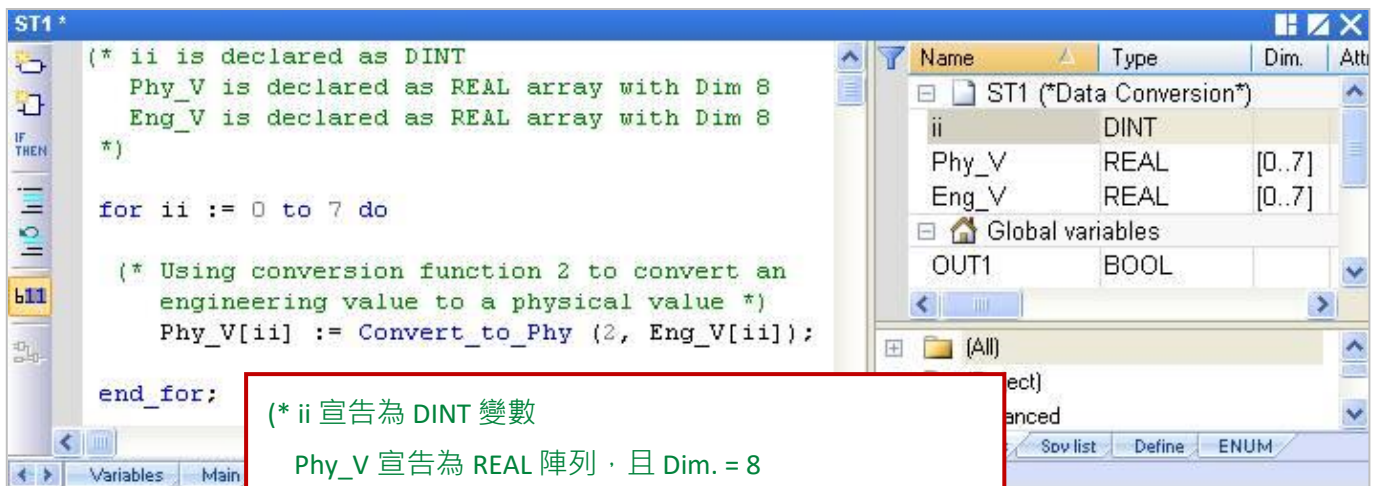 ST1 *
(* ii is declared as DINT
Phy_V is declared as REAL array with Dim 8
Eng_V is declared as REAL array with Dim 8
*)
for ii := 0 to 7 do
(* Using conversion function 2 to convert an
engineering value to a physical value *)
Phy_V[ii] := Convert_to_Phy (2, Eng_V[ii]);
end_for;
IF
THEN
b11
Name Type Dim. Att
ST1 (*Data Conversion*)
ii DINT
Phy_V REAL [0..7]
Eng_V REAL [0..7]
Global variables
OUT1 BOOL
(All)
ect)
anced
Spy list Define ENUM
Variables Main
(* ii 宣告為 DINT 變數
Phy_V 宣告為 REAL 陣列，且 Dim. = 8